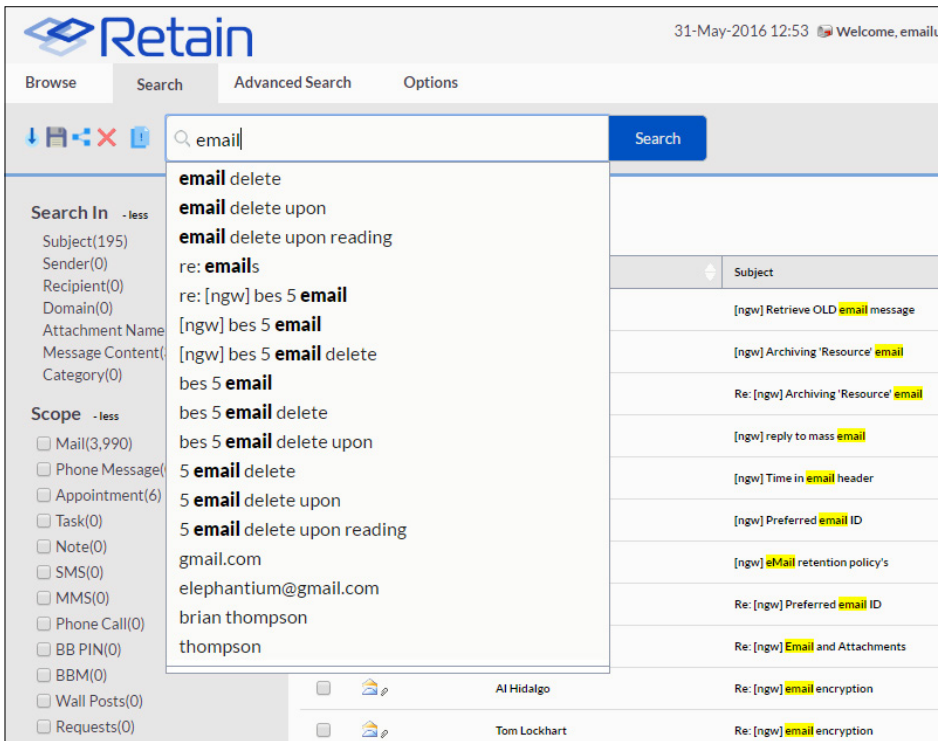 Retain
31-May-2016 12:53 Welcome, emailu
Browse Search Advanced Search Options
email Search
email delete
email delete upon
email delete upon reading
re: emails
re: [ngw] bes 5 email
[ngw] bes 5 email
[ngw] bes 5 email delete
bes 5 email
bes 5 email delete
bes 5 email delete upon
5 email delete
5 email delete upon
5 email delete upon reading
gmail.com
elephantium@gmail.com
brian thompson
thompson
Search In - less
Subject(195)
Sender(0)
Recipient(0)
Domain(0)
Attachment Name
Message Content(
Category(0)
Scope - less
Mail(3,990)
Phone Message(
Appointment(6)
Task(0)
Note(0)
SMS(0)
MMS(0)
Phone Call(0)
BB PIN(0)
BBM(0)
Wall Posts(0)
Requests(0)
Subject
[ngw] Retrieve OLD email message
[ngw] Archiving 'Resource' email
Re: [ngw] Archiving 'Resource' email
[ngw] reply to mass email
[ngw] Time in email header
[ngw] Preferred email ID
[ngw] eMail retention policy's
Re: [ngw] Preferred email ID
Re: [ngw] Email and Attachments
Al Hidalgo Re: [ngw] email encryption
Tom Lockhart Re: [ngw] email encryption